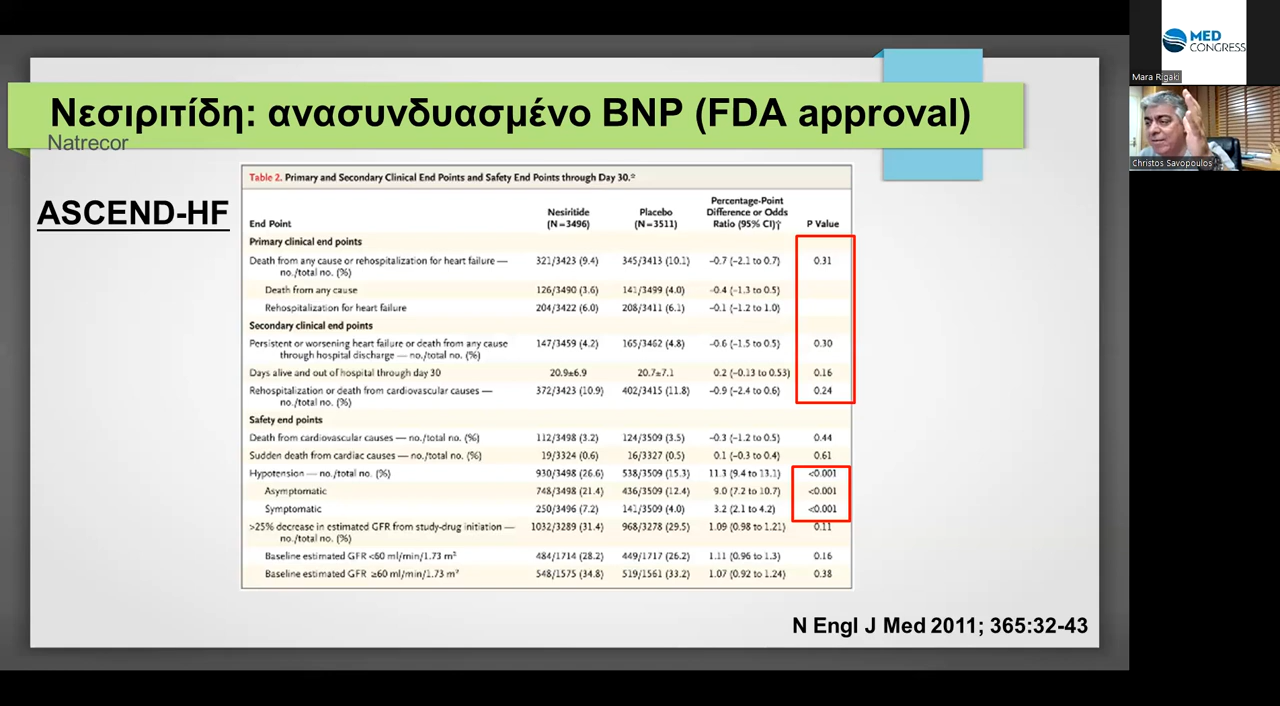 Νεσιριτίδη: ανασυνδυασμένο BNP (FDA approval)
Natrecor
ASCEND-HF
Table 2. Primary and Secondary Clinical End Points and Safety End Points through Day 30.*
End Point Nesiritide (N=3496) Placebo (N=3511) Percentage-Point Difference or Odds Ratio (95% CI)† P Value
Primary clinical end points
Death from any cause or rehospitalization for heart failure — no./total no. (%) 321/3423 (9.4) 345/3413 (10.1) −0.7 (−2.1 to 0.7) 0.31
Death from any cause 126/3490 (3.6) 141/3499 (4.0) −0.4 (−1.3 to 0.5)
Rehospitalization for heart failure 204/3422 (6.0) 208/3411 (6.1) −0.1 (−1.2 to 1.0)
Secondary clinical end points
Persistent or worsening heart failure or death from any cause through hospital discharge — no./total no. (%) 147/3459 (4.2) 165/3462 (4.8) −0.6 (−1.5 to 0.5) 0.30
Days alive and out of hospital through day 30 20.9±6.9 20.7±7.1 0.2 (−0.13 to 0.53) 0.16
Rehospitalization or death from cardiovascular causes — no./total no. (%) 372/3423 (10.9) 402/3415 (11.8) −0.9 (−2.4 to 0.6) 0.24
Safety end points
Death from cardiovascular causes — no./total no. (%) 112/3498 (3.2) 124/3509 (3.5) −0.3 (−1.2 to 0.5) 0.44
Sudden death from cardiac causes — no./total no. (%) 19/3324 (0.6) 16/3327 (0.5) 0.1 (−0.3 to 0.4) 0.61
Hypotension — no./total no. (%) 930/3498 (26.6) 538/3509 (15.3) 11.3 (9.4 to 13.1) <0.001
Asymptomatic 748/3498 (21.4) 436/3509 (12.4) 9.0 (7.2 to 10.7) <0.001
Symptomatic 250/3496 (7.2) 141/3509 (4.0) 3.2 (2.1 to 4.2) <0.001
>25% decrease in estimated GFR from study-drug initiation — no./total no. (%) 1032/3289 (31.4) 968/3278 (29.5) 1.09 (0.98 to 1.21) 0.11
Baseline estimated GFR <60 ml/min/1.73 m² 484/1714 (28.2) 449/1717 (26.2) 1.11 (0.96 to 1.3) 0.16
Baseline estimated GFR ≥60 ml/min/1.73 m² 548/1575 (34.8) 519/1561 (33.2) 1.07 (0.92 to 1.24) 0.38
N Engl J Med 2011; 365:32-43
MED
CONGRESS
Mara Rigaki
Christos Savopoulos